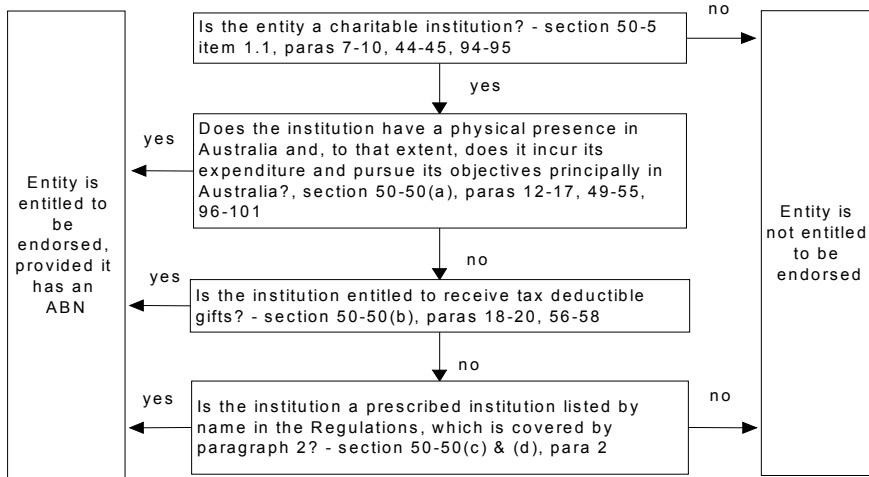 Is the entity a charitable institution? - section 50-5
item 1.1, paras 7-10, 44-45, 94-95
no
yes
yes
Does the institution have a physical presence in
Australia and, to that extent, does it incur its
expenditure and pursue its objectives principally in
Australia?, section 50-50(a), paras 12-17, 49-55,
96-101
Entity is
entitled to
be
endorsed,
provided it
has an
ABN
Entity is
not entitled
to be
endorsed
no
yes
Is the institution entitled to receive tax deductible
gifts? - section 50-50(b), paras 18-20, 56-58
no
yes
Is the institution a prescribed institution listed by
name in the Regulations, which is covered by
paragraph 2? - section 50-50(c) & (d), para 2
no